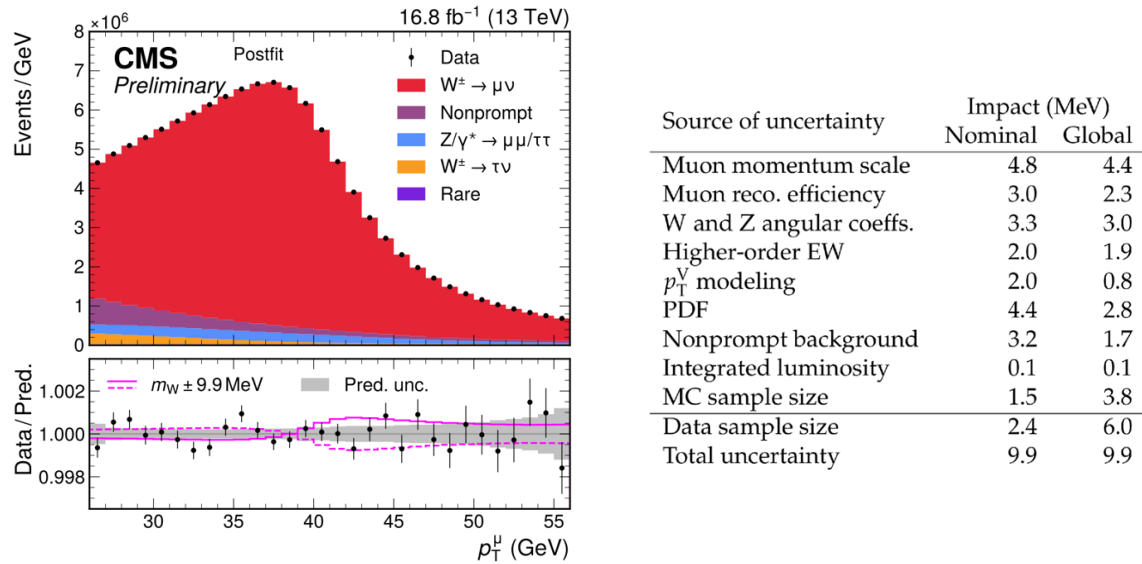 16.8 fb⁻¹ (13 TeV)
×10⁶
CMS
Preliminary
Postfit
Data
W± → μν
Nonprompt
Z/γ* → μμ/ττ
W± → τν
Rare
Events/GeV
8
7
6
5
4
3
2
1
0
m_W ± 9.9 MeV
Pred. unc.
Data/Pred.
1.002
1.000
0.998
30 35 40 45 50 55
p_T^μ (GeV)
Source of uncertainty Impact (MeV)
Nominal Global
Muon momentum scale 4.8 4.4
Muon reco. efficiency 3.0 2.3
W and Z angular coeffs. 3.3 3.0
Higher-order EW 2.0 1.9
p_T^V modeling 2.0 0.8
PDF 4.4 2.8
Nonprompt background 3.2 1.7
Integrated luminosity 0.1 0.1
MC sample size 1.5 3.8
Data sample size 2.4 6.0
Total uncertainty 9.9 9.9